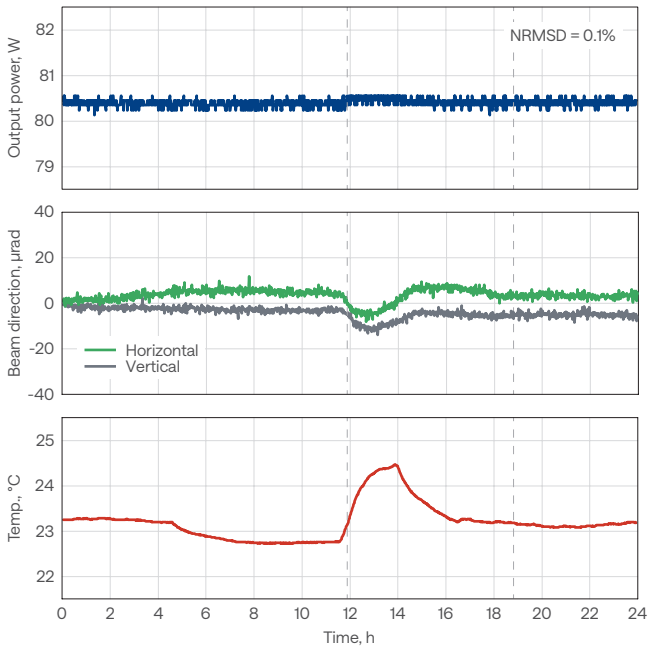 Output power, W
82
81
80
79
NRMSD = 0.1%
Beam direction, µrad
40
20
0
-20
-40
Horizontal
Vertical
Temp., °C
25
24
23
22
0 2 4 6 8 10 12 14 16 18 20 22 24
Time, h